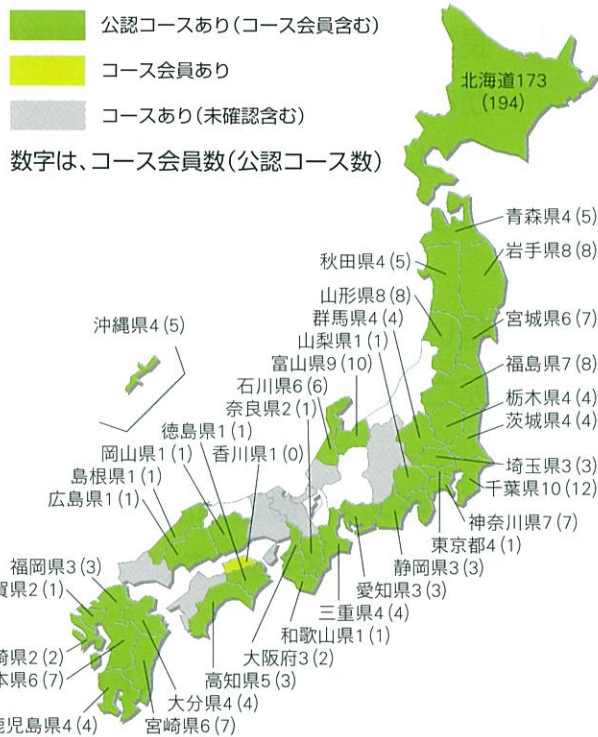 公認コースあり(コース会員含む)
コース会員あり
コースあり(未確認含む)
数字は、コース会員数(公認コース数)
北海道173
(194)
青森県4(5)
岩手県8(8)
秋田県4(5)
山形県8(8)
宮城県6(7)
群馬県4(4)
沖縄県4(5)
山梨県1(1)
福島県7(8)
富山県9(10)
石川県6(6)
栃木県4(4)
奈良県2(1)
茨城県4(4)
徳島県1(1)
岡山県1(1)
香川県1(0)
埼玉県3(3)
島根県1(1)
千葉県10(12)
広島県1(1)
神奈川県7(7)
東京都4(1)
福岡県3(3)
静岡県3(3)
賀県2(1)
愛知県3(3)
三重県4(4)
和歌山県1(1)
崎県2(2)
大阪府3(2)
本県6(7)
高知県5(3)
大分県4(4)
鹿児島県4(4)
宮崎県6(7)